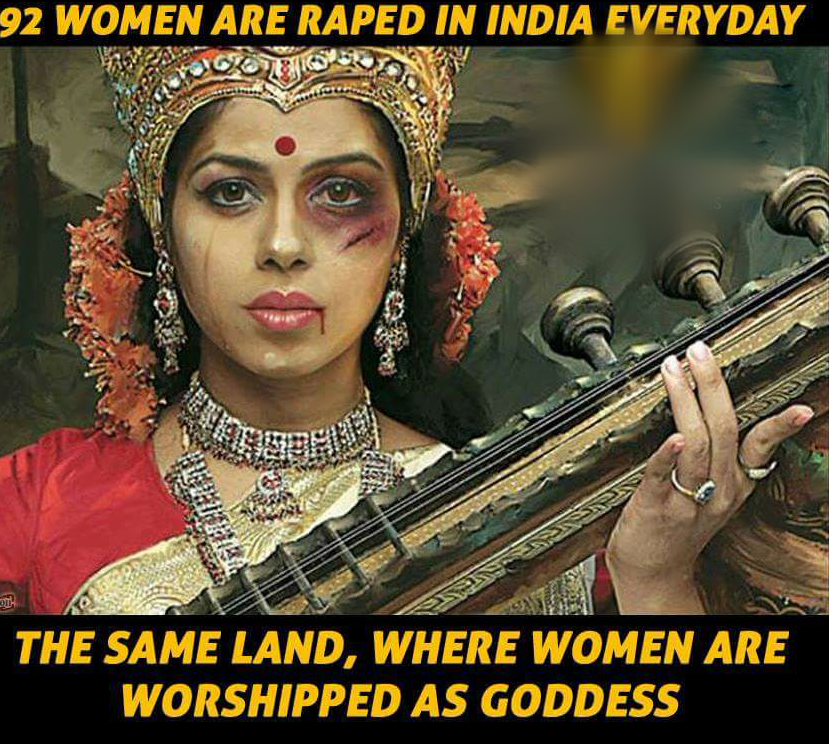 92 WOMEN ARE RAPED IN INDIA EVERYDAY
THE SAME LAND, WHERE WOMEN ARE
WORSHIPPED AS GODDESS